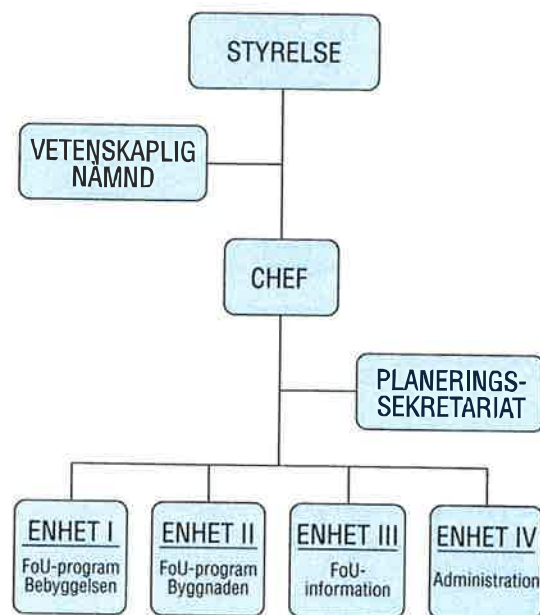 STYRELSE
VETENSKAPLIG
NÄMND
CHEF
PLANERINGS-
SEKRETARIAT
ENHET I
FoU-program
Bebyggelsen
ENHET II
FoU-program
Byggnaden
ENHET III
FoU-
information
ENHET IV
Administration